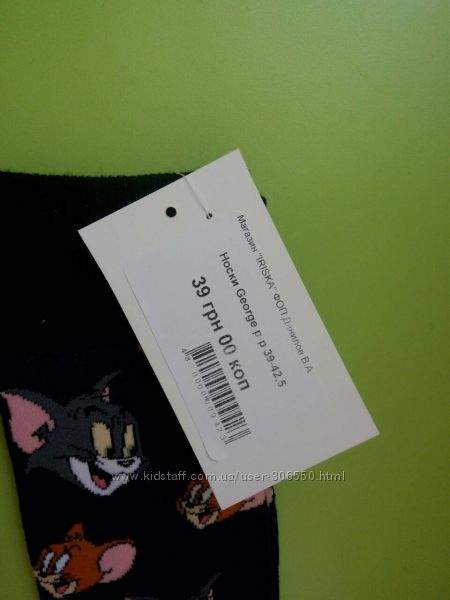 Магазин "IRISKA" ФОП Данилов В.А
Носки George р р 39-42,5
39 грн 00 коп
www.kidstaff.com.ua/user-306550.html